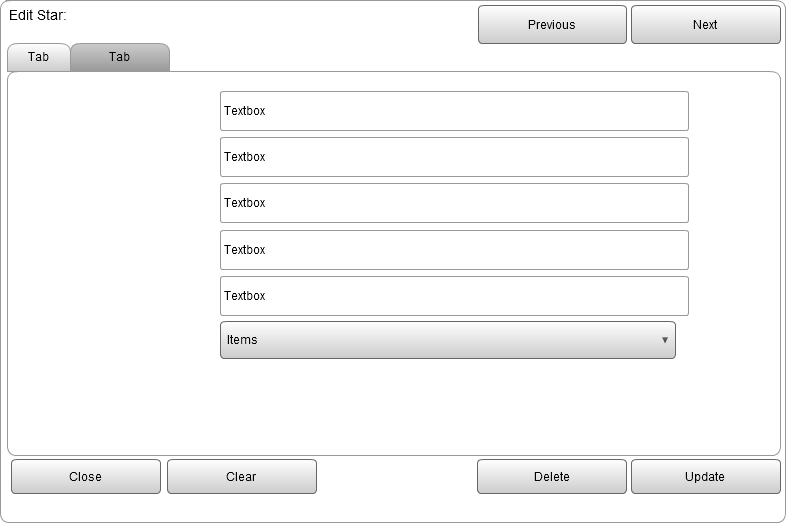 Edit Star:
Previous
Next
Tab
Tab
Textbox
Textbox
Textbox
Textbox
Textbox
Items
Close
Clear
Delete
Update